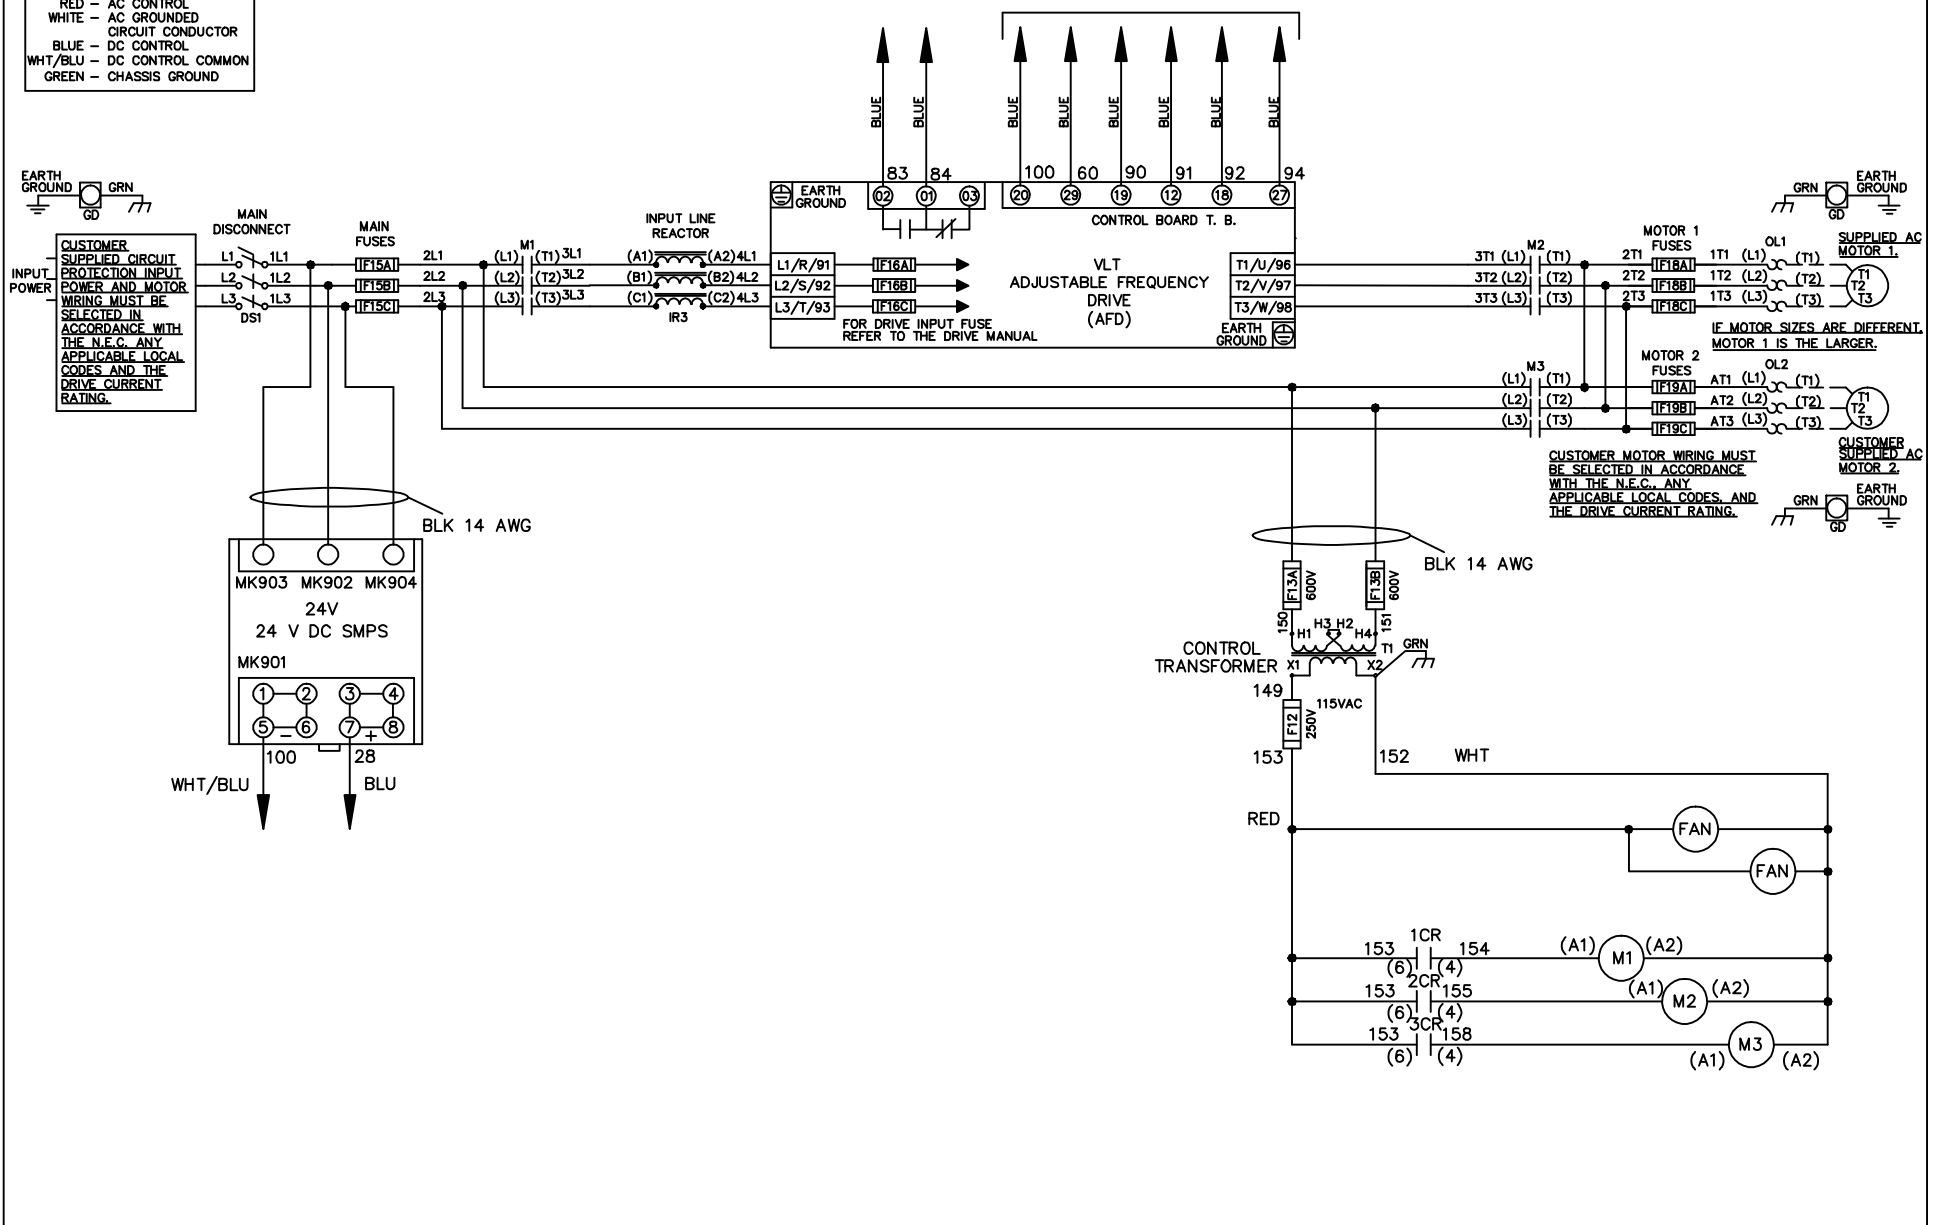 RED – AC CONTROL
WHITE – AC GROUNDED
CIRCUIT CONDUCTOR
BLUE – DC CONTROL
WHT/BLU – DC CONTROL COMMON
GREEN – CHASSIS GROUND
BLUE
BLUE
BLUE
BLUE
BLUE
BLUE
BLUE
BLUE
83
84
100
60
90
91
92
94
EARTH
GROUND
GRN
GD
EARTH
GROUND
02
01
03
20
29
19
12
18
27
CONTROL BOARD T. B.
GRN
EARTH
GROUND
GD
CUSTOMER
SUPPLIED CIRCUIT
PROTECTION INPUT
POWER AND MOTOR
WIRING MUST BE
SELECTED IN
ACCORDANCE WITH
THE N.E.C. ANY
APPLICABLE LOCAL
CODES AND THE
DRIVE CURRENT
RATING.
INPUT
POWER
MAIN
DISCONNECT
L1
1L1
L2
1L2
L3
1L3
DS1
MAIN
FUSES
F15A
F15B
F15C
2L1
2L2
2L3
M1
(L1)
(T1)
3L1
(L2)
(T2)
3L2
(L3)
(T3)
3L3
INPUT LINE
REACTOR
(A1)
(A2)
4L1
(B1)
(B2)
4L2
(C1)
(C2)
4L3
IR3
L1/R/91
L2/S/92
L3/T/93
F16A
F16B
F16C
FOR DRIVE INPUT FUSE
REFER TO THE DRIVE MANUAL
VLT
ADJUSTABLE FREQUENCY
DRIVE
(AFD)
T1/U/96
T2/V/97
T3/W/98
EARTH
GROUND
M2
3T1 (L1)
(T1)
3T2 (L2)
(T2)
3T3 (L3)
(T3)
MOTOR 1
FUSES
2T1
F18A
1T1
2T2
F18B
1T2
2T3
F18C
1T3
OL1
(L1)
(T1)
(L2)
(T2)
(L3)
(T3)
SUPPLIED AC
MOTOR 1.
T1
T2
T3
IF MOTOR SIZES ARE DIFFERENT,
MOTOR 1 IS THE LARGER.
M3
(L1)
(T1)
(L2)
(T2)
(L3)
(T3)
MOTOR 2
FUSES
F19A
AT1
F19B
AT2
F19C
AT3
OL2
(L1)
(T1)
(L2)
(T2)
(L3)
(T3)
T1
T2
T3
CUSTOMER
SUPPLIED AC
MOTOR 2.
CUSTOMER MOTOR WIRING MUST
BE SELECTED IN ACCORDANCE
WITH THE N.E.C., ANY
APPLICABLE LOCAL CODES, AND
THE DRIVE CURRENT RATING.
GRN
EARTH
GROUND
GD
BLK 14 AWG
MK903
MK902
MK904
24V
24 V DC SMPS
MK901
1
2
3
4
5
6
7
8
–
+
100
28
WHT/BLU
BLU
BLK 14 AWG
F13A
600V
F13B
600V
150
151
H1
H3
H2
H4
T1
GRN
CONTROL
TRANSFORMER
X1
X2
149
115VAC
F12
250V
153
152
WHT
RED
FAN
FAN
1CR
153
154
(6)
(4)
(A1)
M1
(A2)
2CR
153
155
(6)
(4)
(A1)
M2
(A2)
3CR
153
158
(6)
(4)
(A1)
M3
(A2)